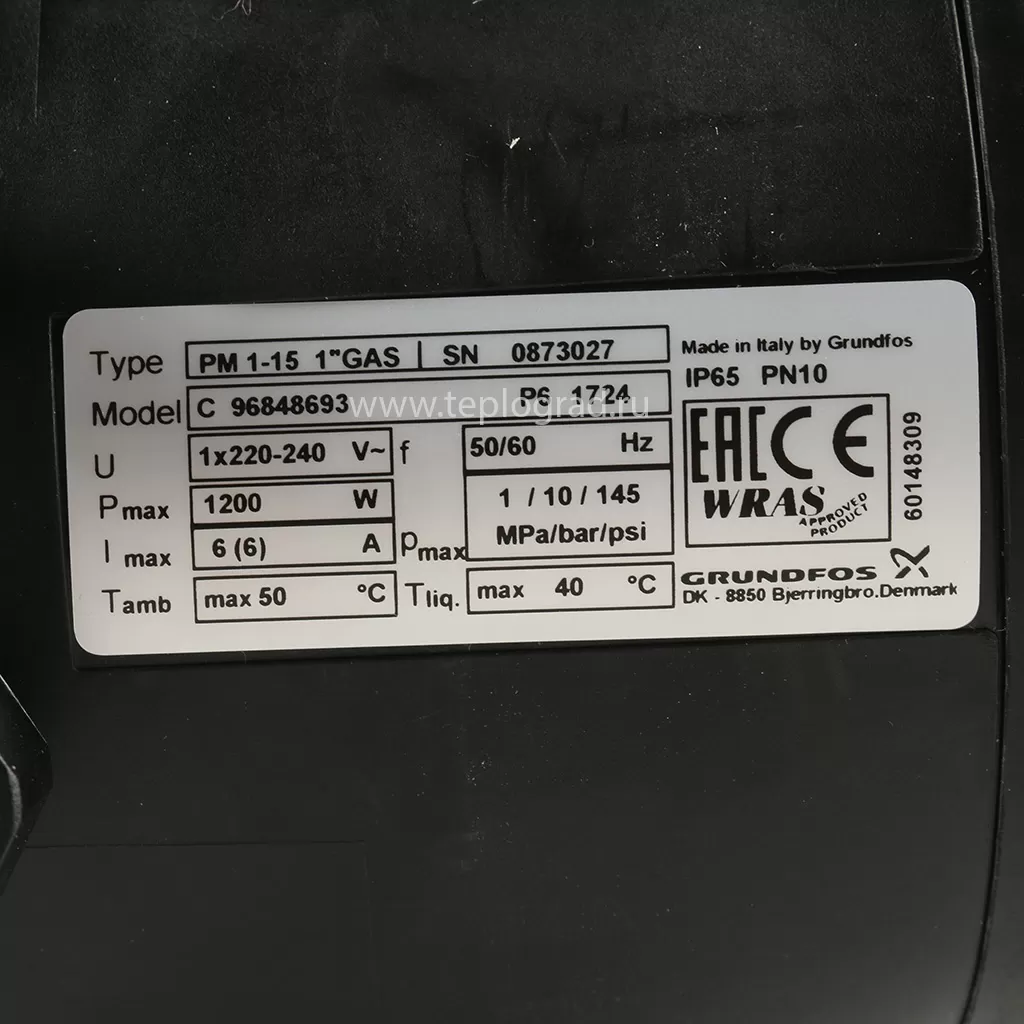 Type PM 1-15 1"GAS | SN 0873027
Model C 96848693 P6 1724
U 1x220-240 V~ f 50/60 Hz
Pmax 1200 W
Imax 6 (6) A pmax 1 / 10 / 145 MPa/bar/psi
Tamb max 50 °C Tliq. max 40 °C
Made in Italy by Grundfos
IP65 PN10
EAC CE
WRAS APPROVED PRODUCT
60148309
GRUNDFOS
DK - 8850 Bjerringbro.Denmark
www.teplograd.ru